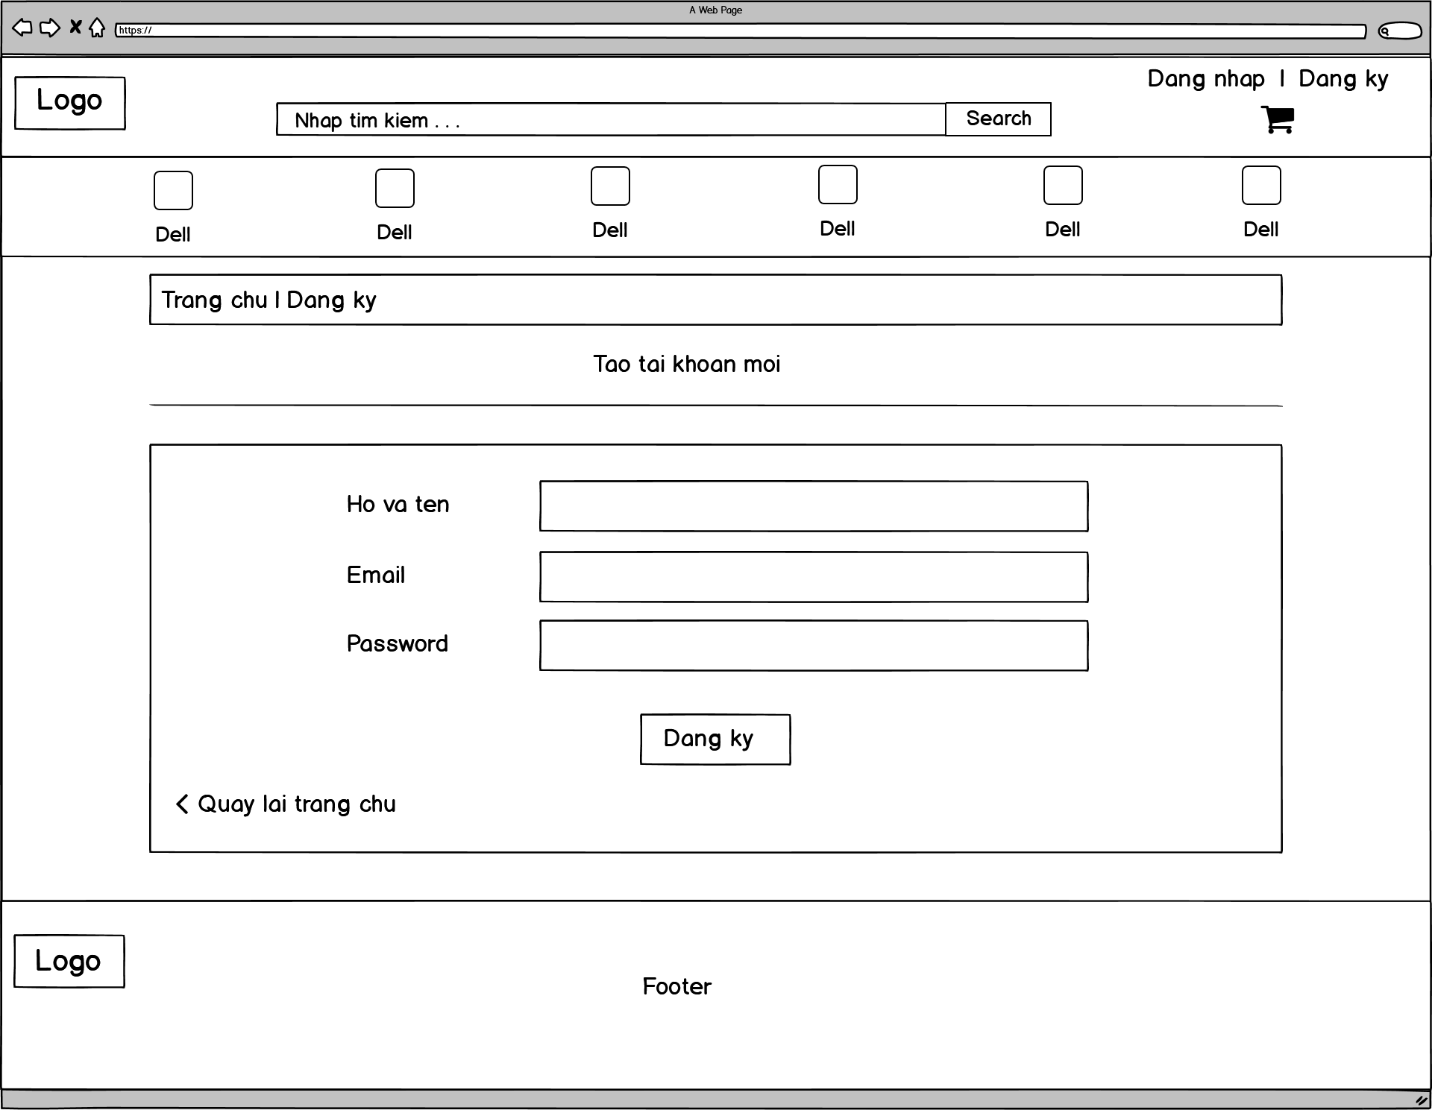 A Web Page
https://
Logo
Dang nhap | Dang ky
Nhap tim kiem . . .
Search
Dell
Dell
Dell
Dell
Dell
Dell
Trang chu | Dang ky
Tao tai khoan moi
Ho va ten
Email
Password
Dang ky
Quay lai trang chu
Logo
Footer